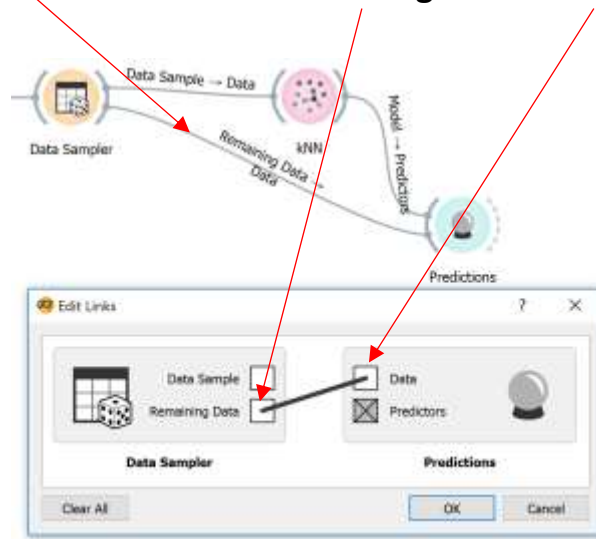 g
Data Sample → Data
Data Sampler
kNN
Remaining Data →
Data
Model → Predictors
Predictions
Edit Links
?
Data Sample
Data
Remaining Data
Predictors
Data Sampler
Predictions
Clear All
OK
Cancel